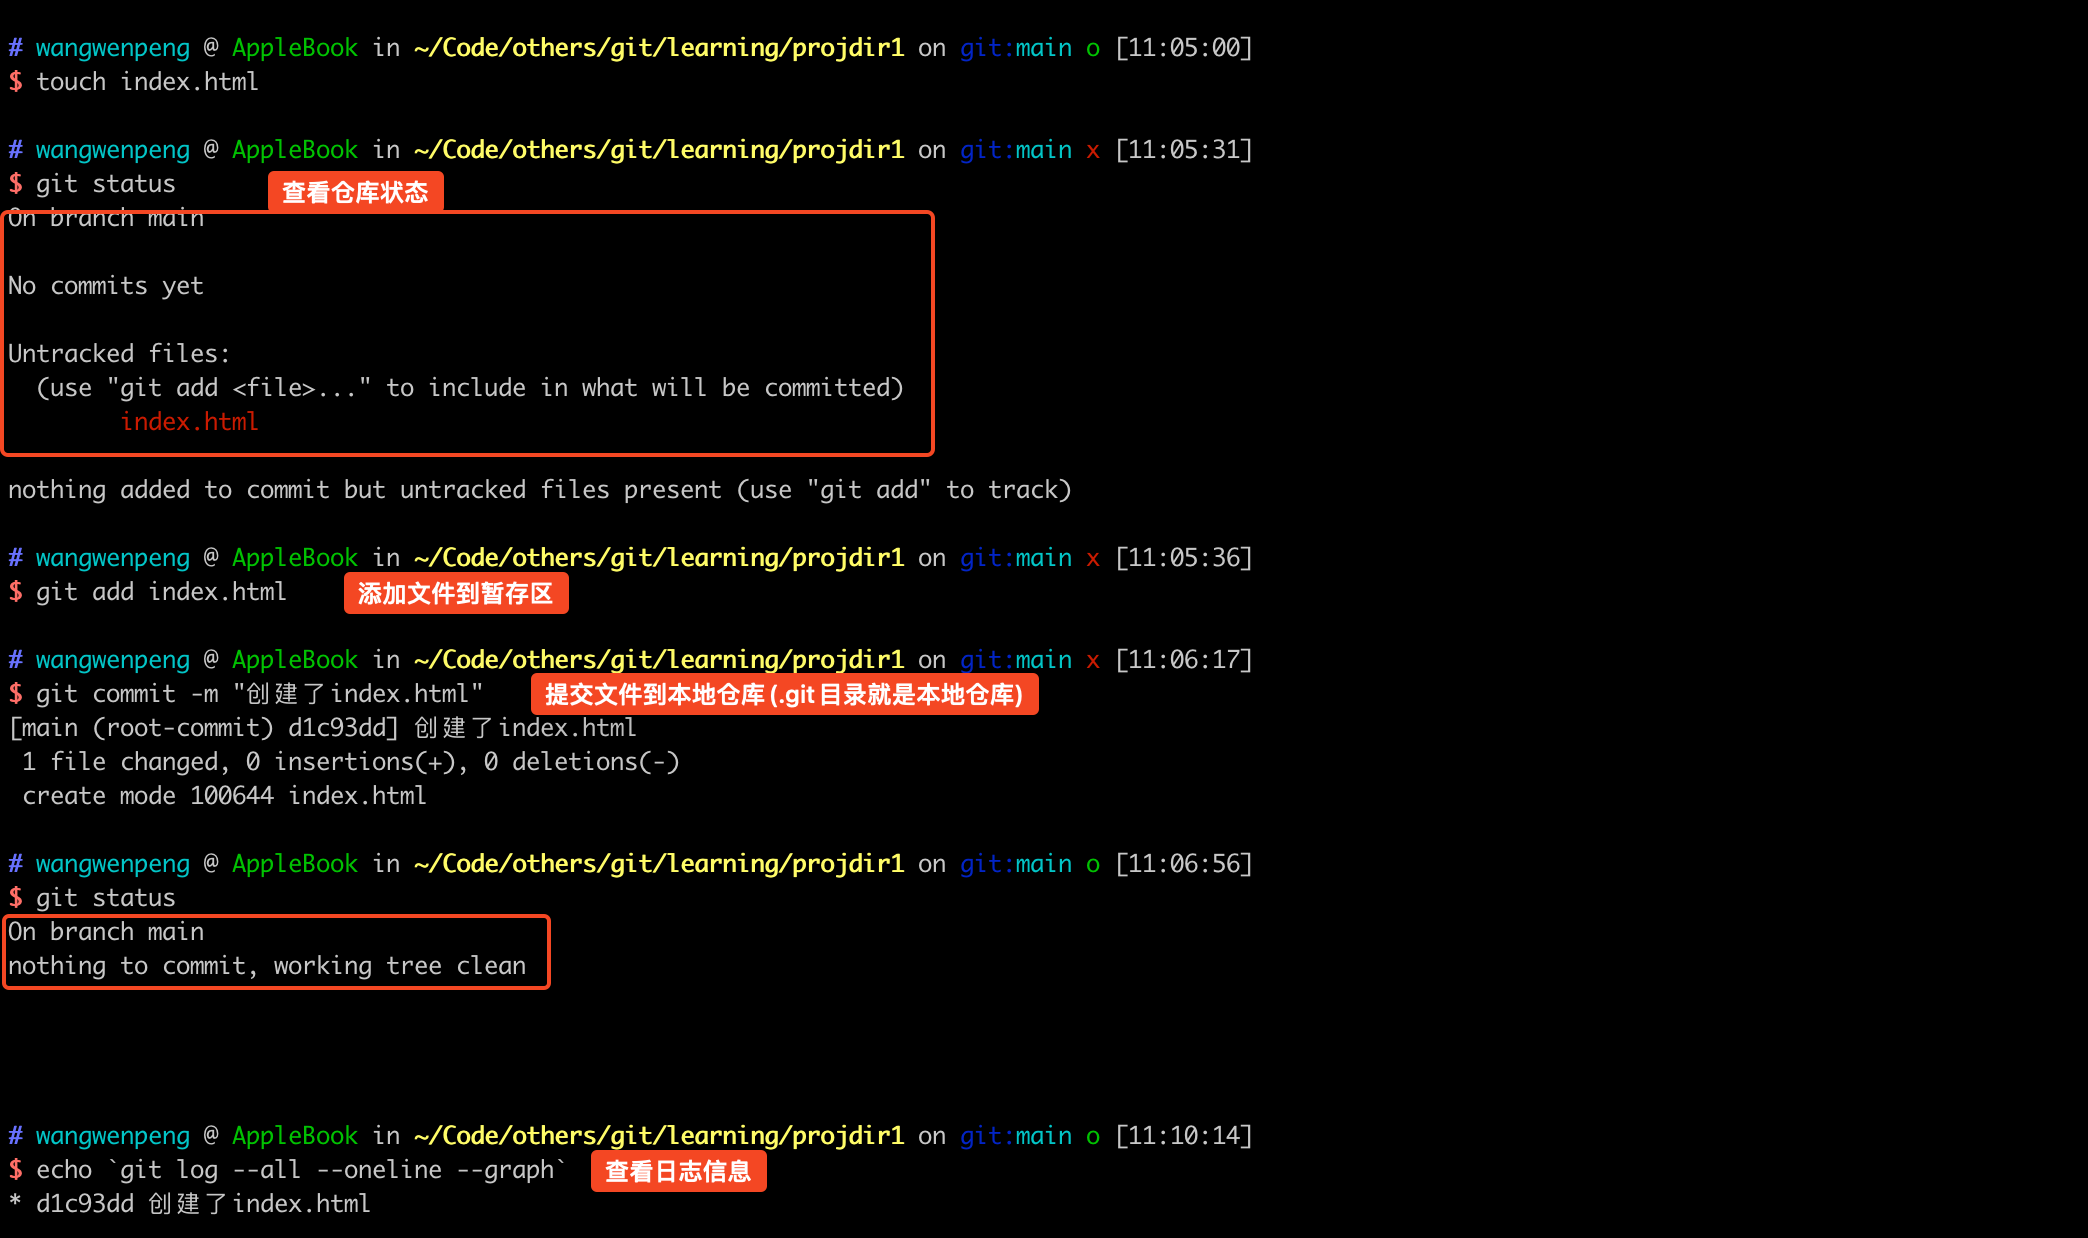 # wangwenpeng @ AppleBook in ~/Code/others/git/learning/projdir1 on git:main o [11:05:00]
$ touch index.html
# wangwenpeng @ AppleBook in ~/Code/others/git/learning/projdir1 on git:main x [11:05:31]
$ git status 查看仓库状态
On branch main
No commits yet
Untracked files:
  (use "git add <file>..." to include in what will be committed)
        index.html
nothing added to commit but untracked files present (use "git add" to track)
# wangwenpeng @ AppleBook in ~/Code/others/git/learning/projdir1 on git:main x [11:05:36]
$ git add index.html 添加文件到暂存区
# wangwenpeng @ AppleBook in ~/Code/others/git/learning/projdir1 on git:main x [11:06:17]
$ git commit -m "创建了index.html" 提交文件到本地仓库(.git目录就是本地仓库)
[main (root-commit) d1c93dd] 创建了index.html
 1 file changed, 0 insertions(+), 0 deletions(-)
 create mode 100644 index.html
# wangwenpeng @ AppleBook in ~/Code/others/git/learning/projdir1 on git:main o [11:06:56]
$ git status
On branch main
nothing to commit, working tree clean
# wangwenpeng @ AppleBook in ~/Code/others/git/learning/projdir1 on git:main o [11:10:14]
$ echo `git log --all --oneline --graph` 查看日志信息
* d1c93dd 创建了index.html